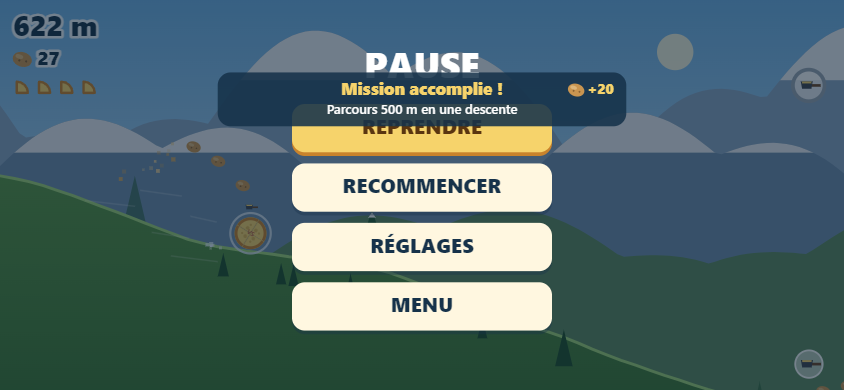 622 m
27
PAUSE
Mission accomplie !
+20
Parcours 500 m en une descente
REPRENDRE
RECOMMENCER
RÉGLAGES
MENU